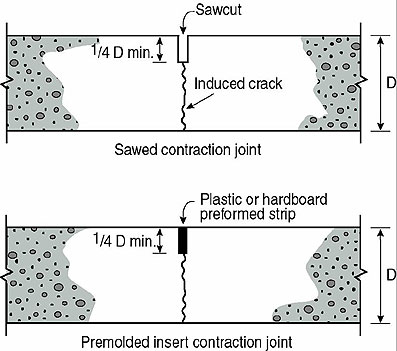 Sawcut
1/4 D min.
Induced crack
D
Sawed contraction joint
Plastic or hardboard
preformed strip
1/4 D min.
D
Premolded insert contraction joint